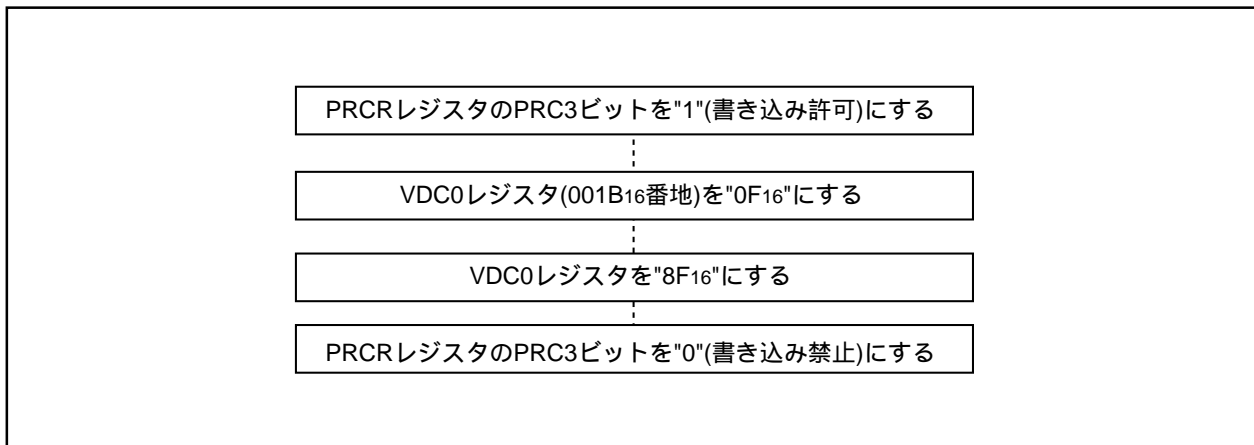 PRCRレジスタのPRC3ビットを"1"(書き込み許可)にする
VDC0レジスタ(001B16番地)を"0F16"にする
VDC0レジスタを"8F16"にする
PRCRレジスタのPRC3ビットを"0"(書き込み禁止)にする